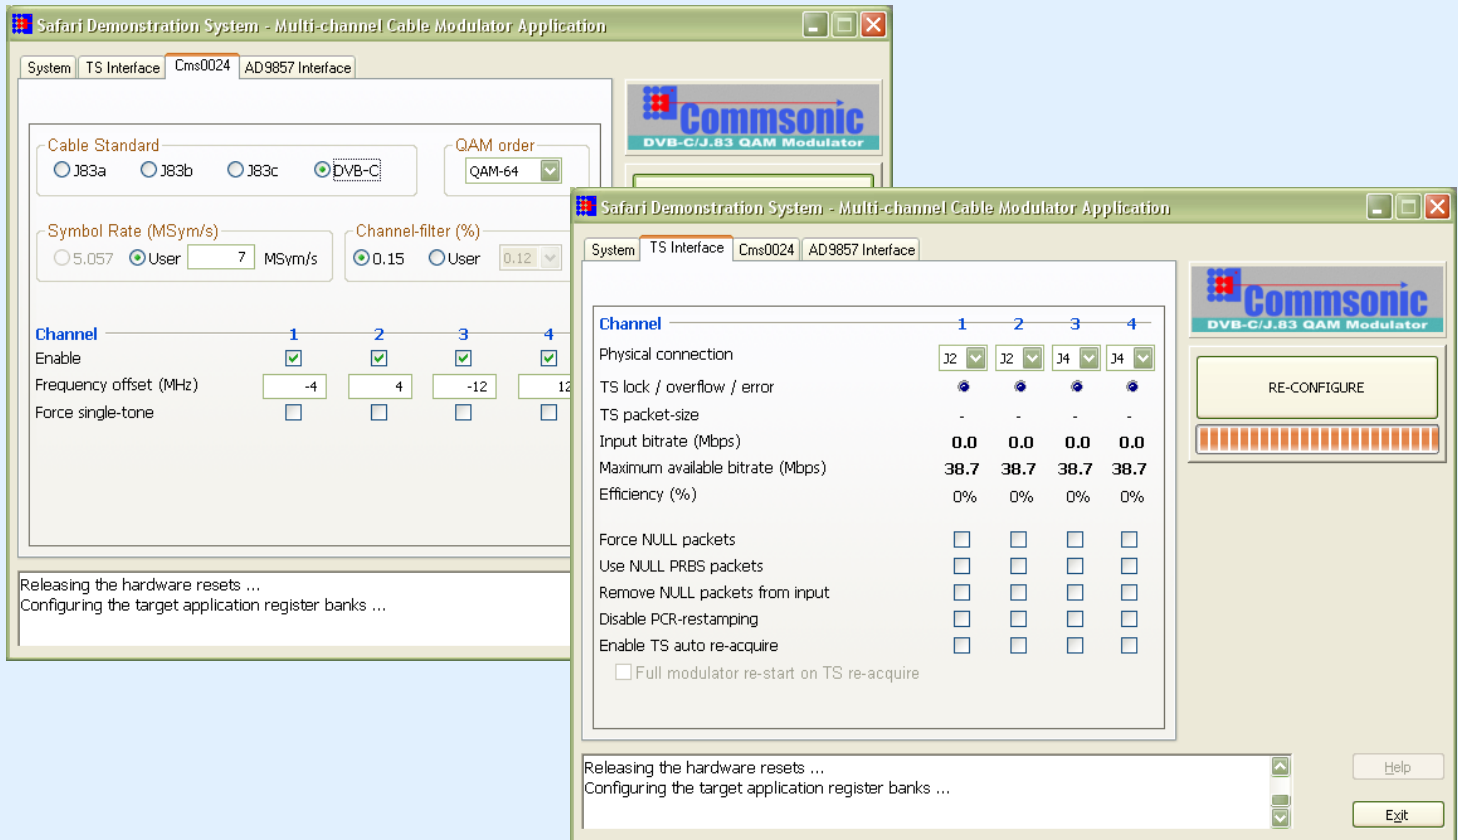 Safari Demonstration System - Multi-channel Cable Modulator Application
System TS Interface Cms0024 AD9857 Interface
Commsonic
DVB-C/J.83 QAM Modulator
Cable Standard QAM order
J83a J83b J83c DVB-C QAM-64
Symbol Rate (MSym/s) Channel-filter (%)
5.057 User 7 MSym/s 0.15 User 0.12
Channel 1 2 3 4
Enable
Frequency offset (MHz) -4 4 -12 12
Force single-tone
Releasing the hardware resets ...
Configuring the target application register banks ...
Safari Demonstration System - Multi-channel Cable Modulator Application
System TS Interface Cms0024 AD9857 Interface
Commsonic
DVB-C/J.83 QAM Modulator
Channel 1 2 3 4
Physical connection J2 J2 J4 J4
RE-CONFIGURE
TS lock / overflow / error
TS packet-size - - - -
Input bitrate (Mbps) 0.0 0.0 0.0 0.0
Maximum available bitrate (Mbps) 38.7 38.7 38.7 38.7
Efficiency (%) 0% 0% 0% 0%
Force NULL packets
Use NULL PRBS packets
Remove NULL packets from input
Disable PCR-restamping
Enable TS auto re-acquire
Full modulator re-start on TS re-acquire
Releasing the hardware resets ...
Configuring the target application register banks ...
Help
Exit